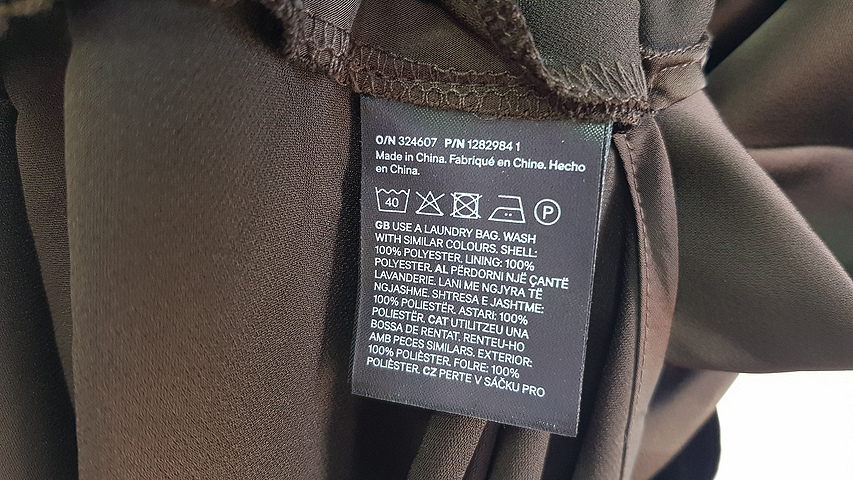 O/N 324607 P/N 1282984 1
Made in China. Fabriqué en Chine. Hecho
en China.
40 P
GB USE A LAUNDRY BAG. WASH
WITH SIMILAR COLOURS. SHELL:
100% POLYESTER. LINING: 100%
POLYESTER. AL PËRDORNI NJË ÇANTË
LAVANDERIE. LANI ME NGJYRA TË
NGJASHME. SHTRESA E JASHTME:
100% POLIESTËR. ASTARI: 100%
POLIESTËR. CAT UTILITZEU UNA
BOSSA DE RENTAT. RENTEU-HO
AMB PECES SIMILARS. EXTERIOR:
100% POLIÈSTER. FOLRE: 100%
POLIÈSTER. CZ PERTE V SÁČKU PRO